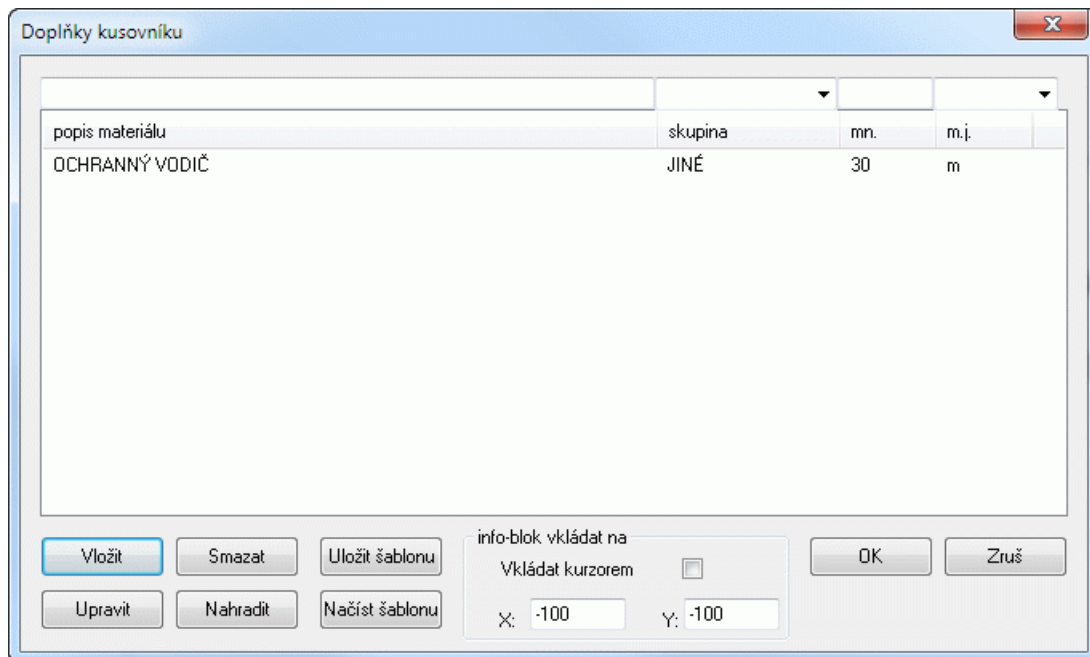 Doplňky kusovníku
popis materiálu skupina mn. m.j.
OCHRANNÝ VODIČ JINÉ 30 m
info-blok vkládat na
Vložit Smazat Uložit šablonu Vkládat kurzorem OK Zruš
Upravit Nahradit Načíst šablonu X: -100 Y: -100